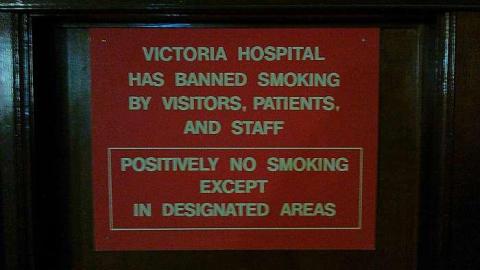 VICTORIA HOSPITAL
HAS BANNED SMOKING
BY VISITORS, PATIENTS,
AND STAFF
POSITIVELY NO SMOKING
EXCEPT
IN DESIGNATED AREAS